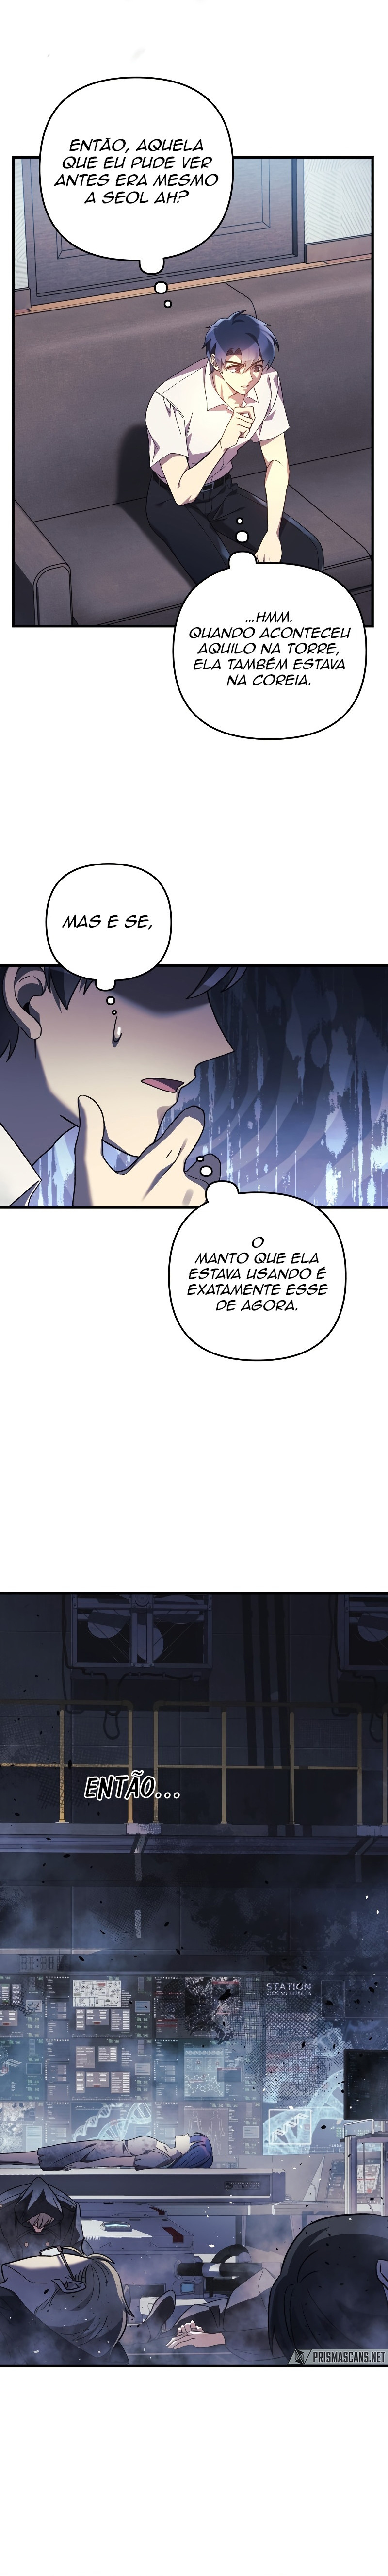 ENTÃO, AQUELA
QUE EU PUDE VER
ANTES ERA MESMO
A SEOL AH?
...HMM.
QUANDO ACONTECEU
AQUILO NA TORRE,
ELA TAMBÉM ESTAVA
NA COREIA.
MAS E SE,
O
MANTO QUE ELA
ESTAVA USANDO É
EXATAMENTE ESSE
DE AGORA.
ENTÃO...
STATION
PRISMASCANS.NET